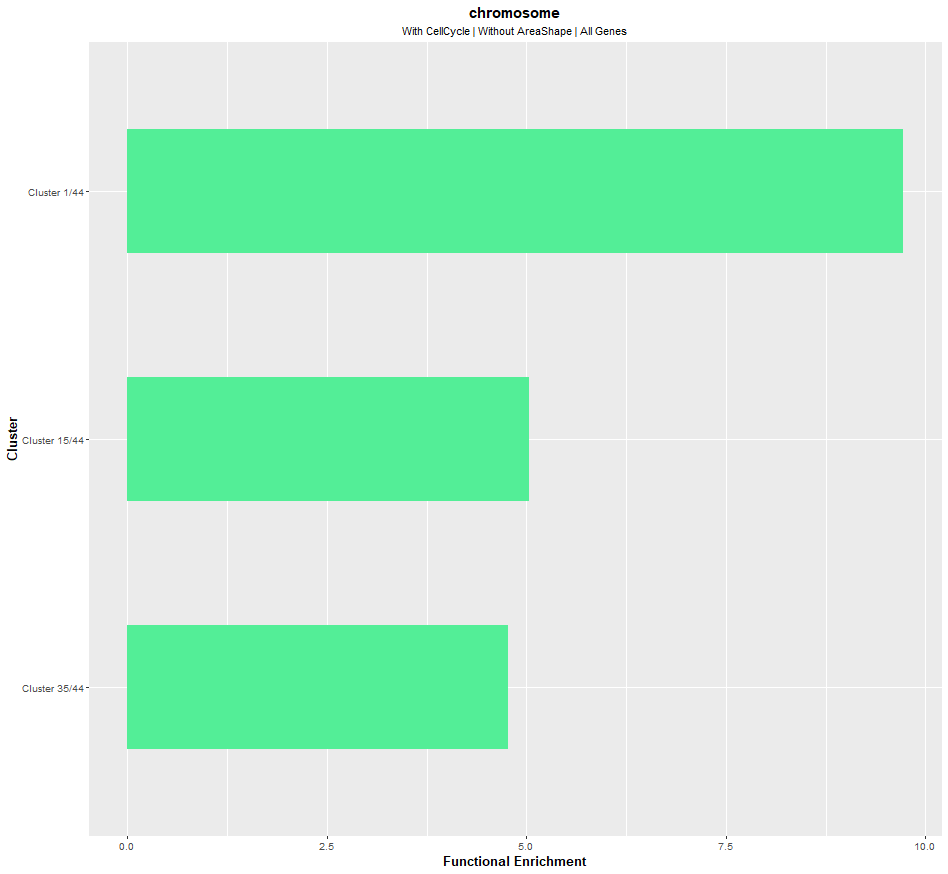 chromosome
With CellCycle | Without AreaShape | All Genes
Cluster
Cluster 1/44
Cluster 15/44
Cluster 35/44
0.0 2.5 5.0 7.5 10.0
Functional Enrichment